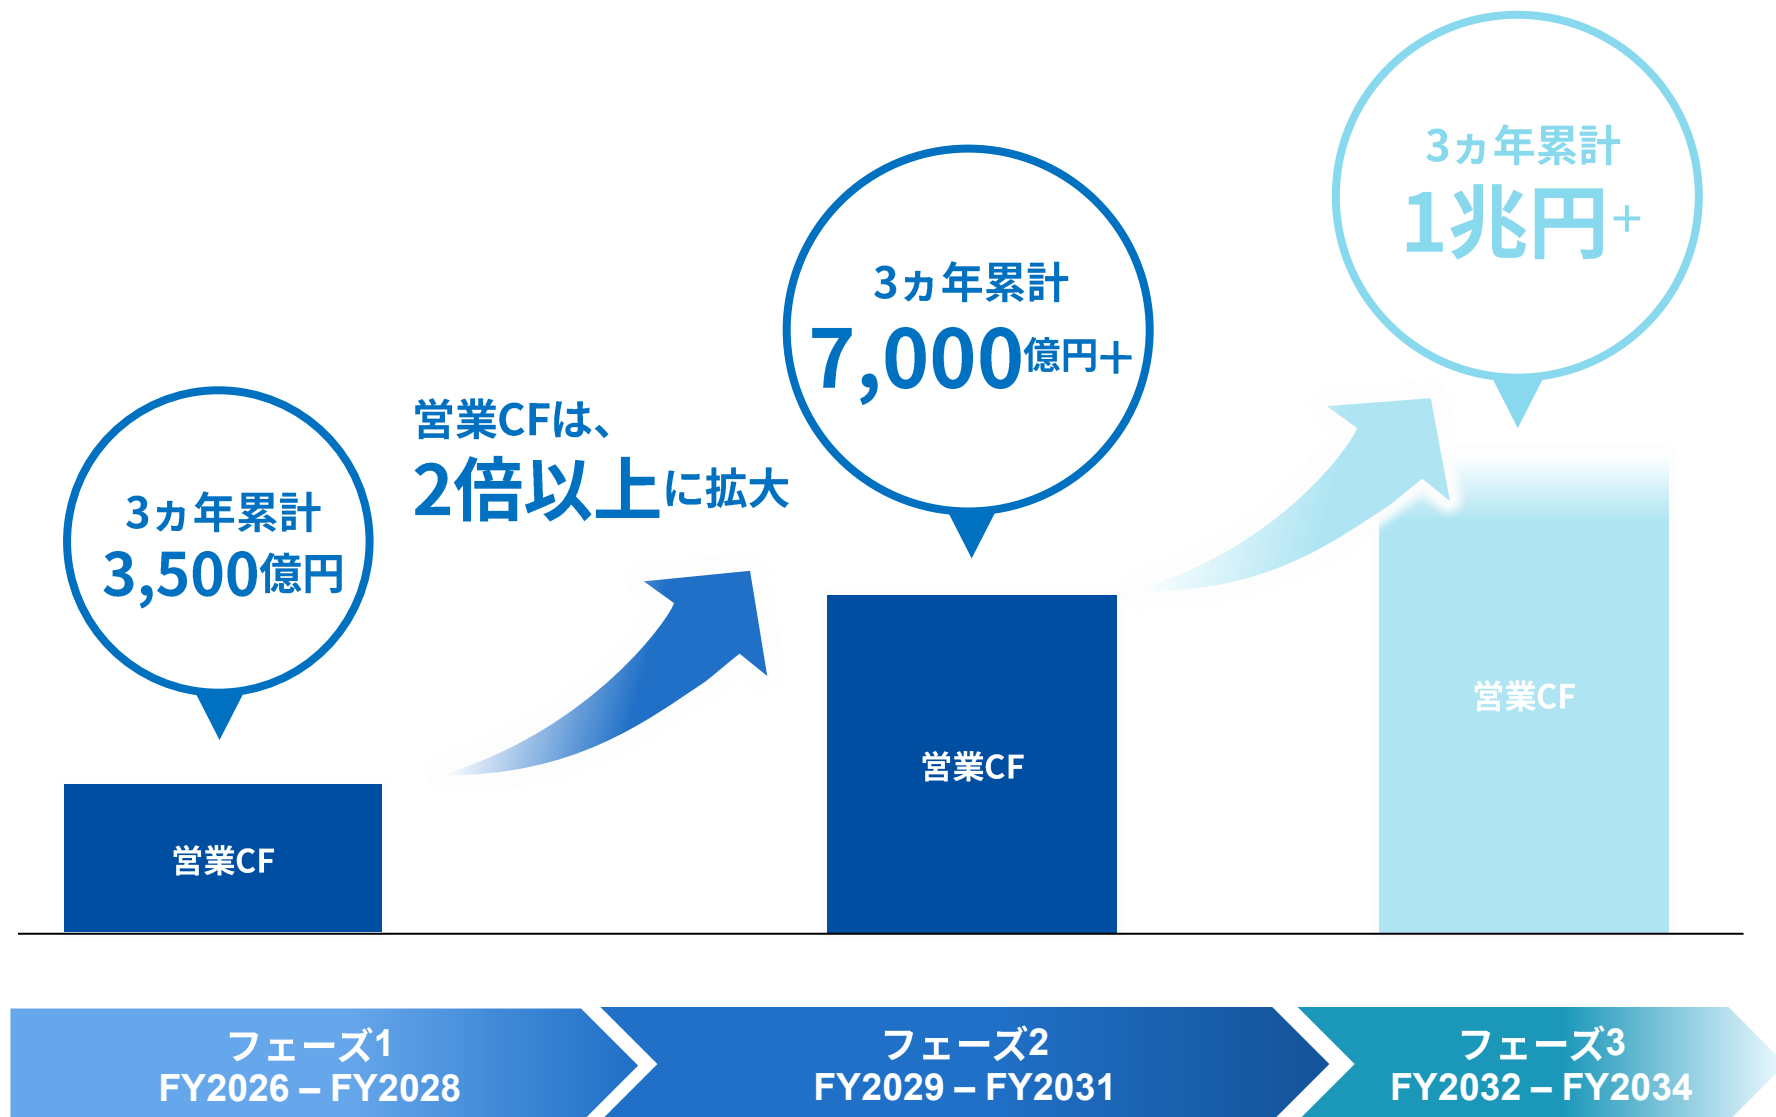 3ヵ年累計
3,500億円
営業CF
営業CFは、
2倍以上に拡大
3ヵ年累計
7,000億円＋
営業CF
3ヵ年累計
1兆円＋
営業CF
フェーズ1
FY2026 – FY2028
フェーズ2
FY2029 – FY2031
フェーズ3
FY2032 – FY2034